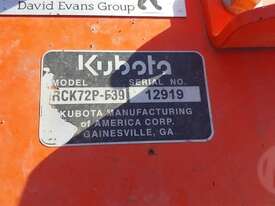 David Evans Group
Kubota
MODEL SERIAL NO.
RCK72P-F39 12919
KUBOTA MANUFACTURING
of AMERICA CORP.
GAINESVILLE, GA